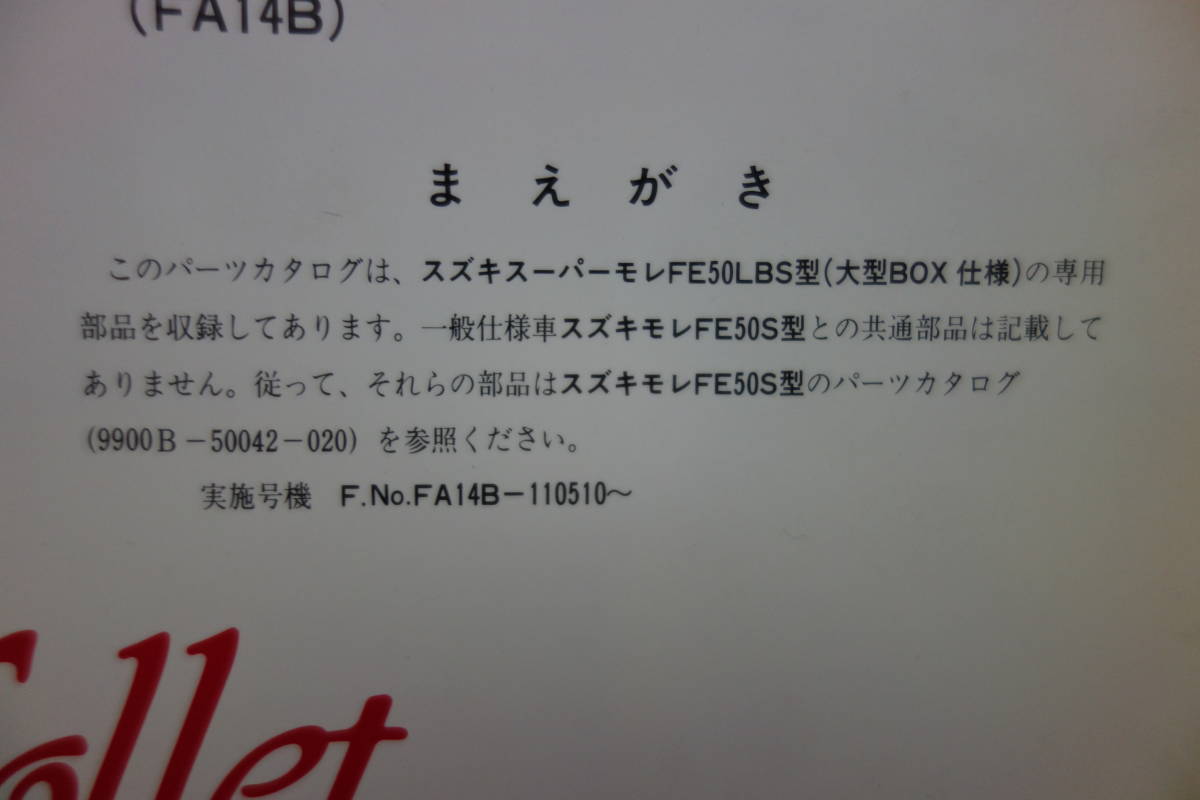 (FA14B)
まえがき
このパーツカタログは、スズキスーパーモレFE50LBS型(大型BOX仕様)の専用
部品を収録してあります。一般仕様車スズキモレFE50S型との共通部品は記載して
ありません。従って、それらの部品はスズキモレFE50S型のパーツカタログ
(9900B-50042-020)を参照ください。
実施号機 F.No.FA14B-110510～
ollet